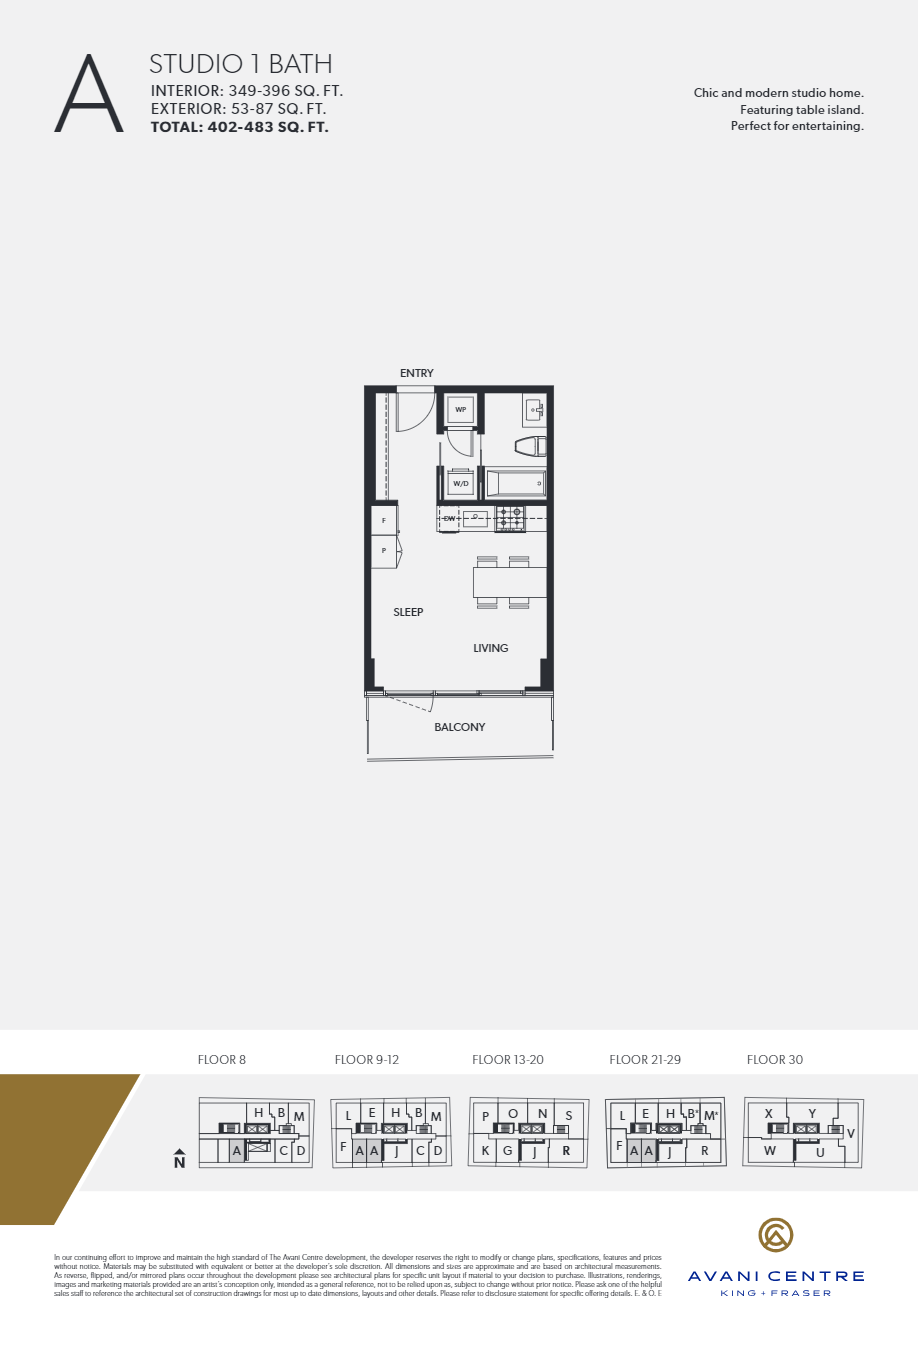 A
STUDIO 1 BATH
INTERIOR: 349-396 SQ. FT.
EXTERIOR: 53-87 SQ. FT.
TOTAL: 402-483 SQ. FT.
Chic and modern studio home.
Featuring table island.
Perfect for entertaining.
ENTRY
WP
W/D
F
DW
P
SLEEP
LIVING
BALCONY
FLOOR 8 FLOOR 9-12 FLOOR 13-20 FLOOR 21-29 FLOOR 30
H B M
A C D
L E H B M
F A A J C D
P O N S
K G J R
L E H B* M*
F A A J R
X Y V
W U
N
In our continuing effort to improve and maintain the high standard of The Avani Centre development, the developer reserves the right to modify or change plans, specifications, features and prices
without notice. Materials may be substituted with equivalent or better at the developer's sole discretion. All dimensions and sizes are approximate and are based on architectural measurements.
As reverse, flipped, and/or mirrored plans occur throughout the development please see architectural plans for specific unit layout if material to your decision to purchase. Illustrations, renderings,
images and marketing materials provided are an artist's conception only, intended as a general reference, not to be relied upon as, subject to change without prior notice. Please ask one of the helpful
sales staff to reference the architectural set of construction drawings for most up to date dimensions, layouts and other details. Please refer to disclosure statement for specific offering details. E. & O. E
AVANI CENTRE
KING + FRASER